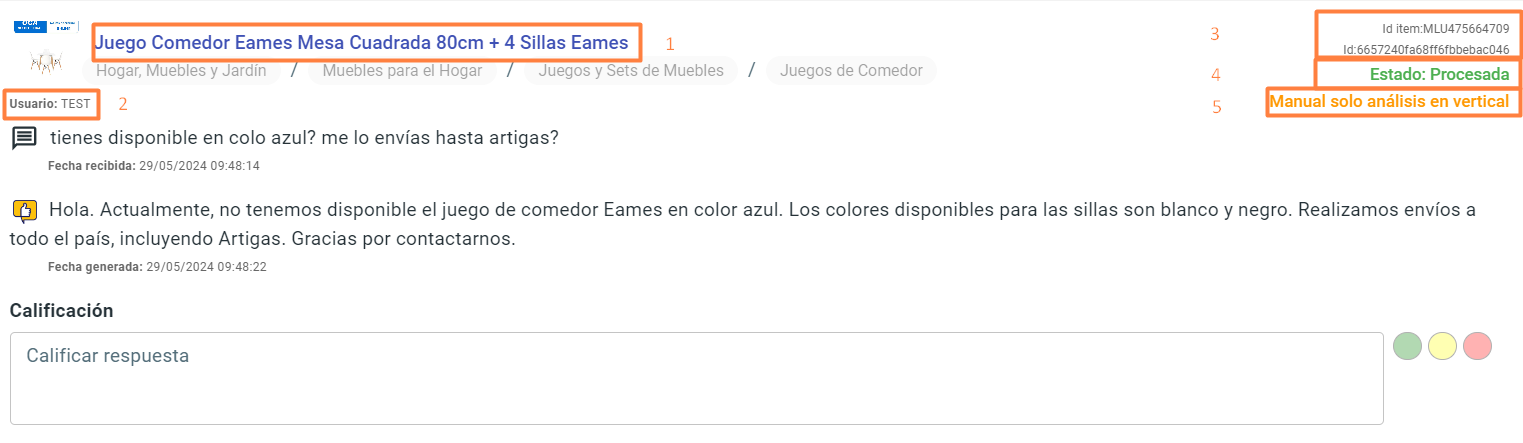 Juego Comedor Eames Mesa Cuadrada 80cm + 4 Sillas Eames 1
Hogar, Muebles y Jardín / Muebles para el Hogar / Juegos y Sets de Muebles / Juegos de Comedor
3 Id item:MLU475664709
Id:6657240fa68ff6fbbebac046
4 Estado: Procesada
5 Manual solo análisis en vertical
Usuario: TEST 2
tienes disponible en colo azul? me lo envías hasta artigas?
Fecha recibida: 29/05/2024 09:48:14
Hola. Actualmente, no tenemos disponible el juego de comedor Eames en color azul. Los colores disponibles para las sillas son blanco y negro. Realizamos envíos a
todo el país, incluyendo Artigas. Gracias por contactarnos.
Fecha generada: 29/05/2024 09:48:22
Calificación
Calificar respuesta